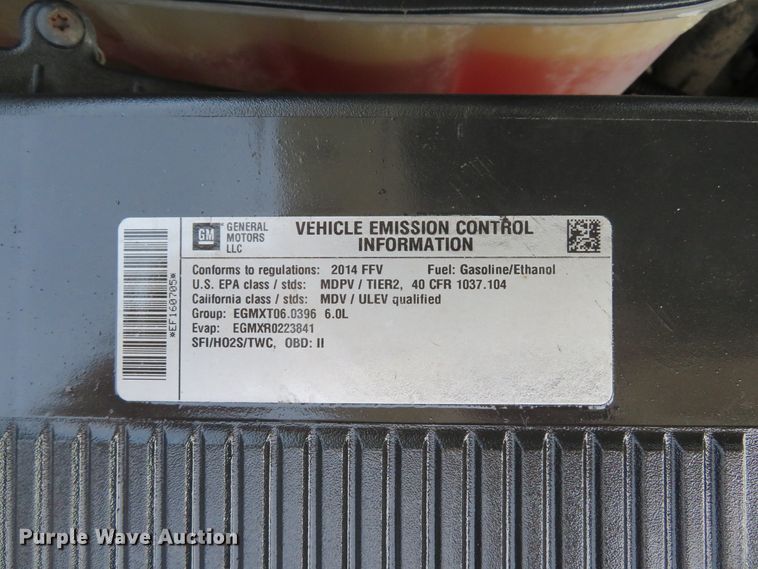 GM
GENERAL
MOTORS
LLC
VEHICLE EMISSION CONTROL
INFORMATION
*EF160705*
Conforms to regulations: 2014 FFV Fuel: Gasoline/Ethanol
U.S. EPA class / stds: MDPV / TIER2, 40 CFR 1037.104
California class / stds: MDV / ULEV qualified
Group: EGMXT06.0396 6.0L
Evap: EGMXR0223841
SFI/HO2S/TWC, OBD: II
Purple Wave Auction